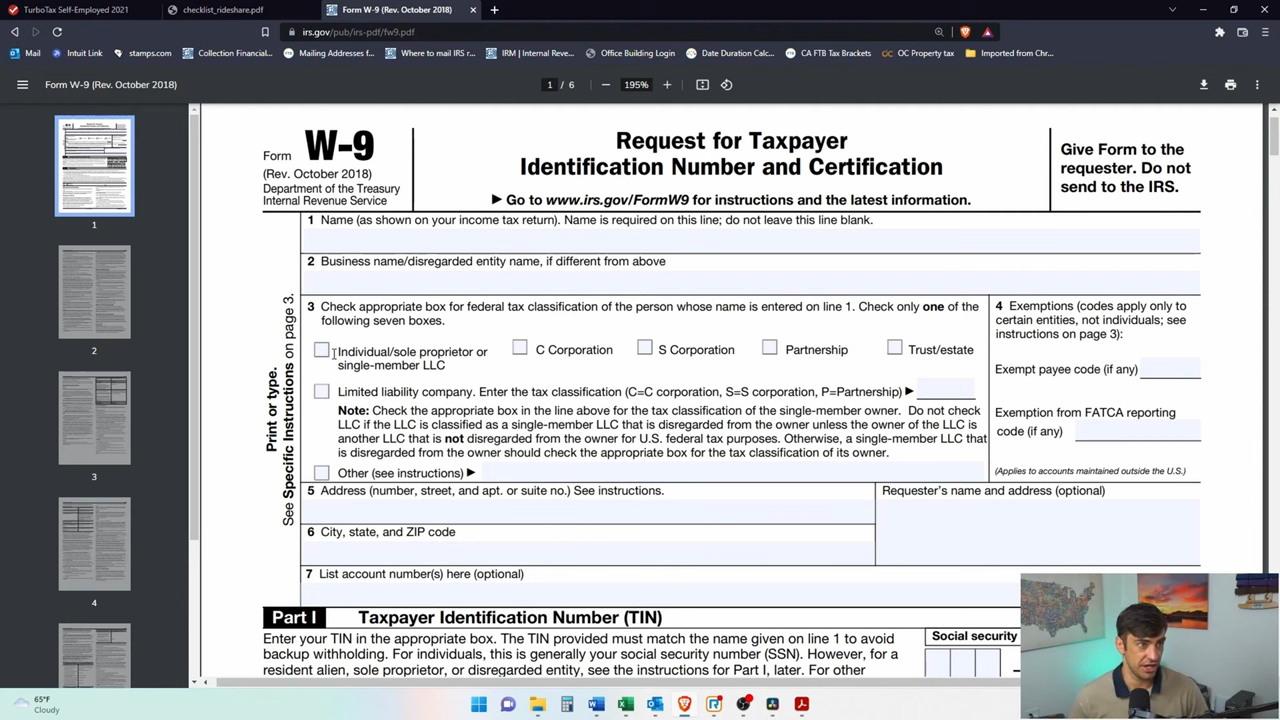 TurboTax Self-Employed 2021
checklist_rideshare.pdf
Form W-9 (Rev. October 2018)
irs.gov/pub/irs-pdf/fw9.pdf
Mail
Intuit Link
stamps.com
Collection Financial...
Mailing Addresses f...
Where to mail IRS r...
IRM | Internal Reve...
Office Building Login
Date Duration Calc...
CA FTB Tax Brackets
OC Property tax
Imported from Chr...
Form W-9 (Rev. October 2018)
1 / 6
195%
1
2
3
4
Form W-9
(Rev. October 2018)
Department of the Treasury
Internal Revenue Service
Request for Taxpayer
Identification Number and Certification
▶ Go to www.irs.gov/FormW9 for instructions and the latest information.
Give Form to the
requester. Do not
send to the IRS.
Print or type.
See Specific Instructions on page 3.
1 Name (as shown on your income tax return). Name is required on this line; do not leave this line blank.
2 Business name/disregarded entity name, if different from above
3 Check appropriate box for federal tax classification of the person whose name is entered on line 1. Check only one of the
following seven boxes.
Individual/sole proprietor or
single-member LLC
C Corporation
S Corporation
Partnership
Trust/estate
Limited liability company. Enter the tax classification (C=C corporation, S=S corporation, P=Partnership) ▶
Note: Check the appropriate box in the line above for the tax classification of the single-member owner. Do not check
LLC if the LLC is classified as a single-member LLC that is disregarded from the owner unless the owner of the LLC is
another LLC that is not disregarded from the owner for U.S. federal tax purposes. Otherwise, a single-member LLC that
is disregarded from the owner should check the appropriate box for the tax classification of its owner.
Other (see instructions) ▶
4 Exemptions (codes apply only to
certain entities, not individuals; see
instructions on page 3):
Exempt payee code (if any)
Exemption from FATCA reporting
code (if any)
(Applies to accounts maintained outside the U.S.)
5 Address (number, street, and apt. or suite no.) See instructions.
Requester's name and address (optional)
6 City, state, and ZIP code
7 List account number(s) here (optional)
Part I Taxpayer Identification Number (TIN)
Enter your TIN in the appropriate box. The TIN provided must match the name given on line 1 to avoid
backup withholding. For individuals, this is generally your social security number (SSN). However, for a
resident alien, sole proprietor, or disregarded entity, see the instructions for Part I, later. For other
Social security
65°F
Cloudy